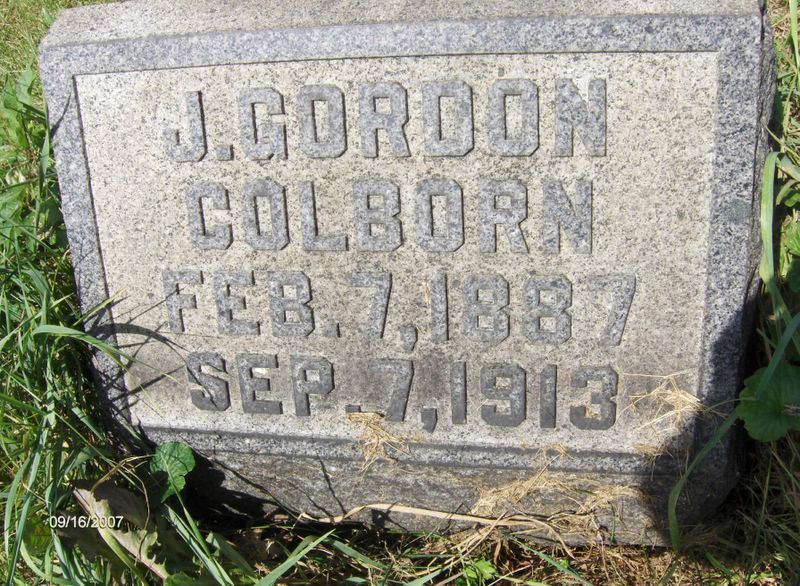 J. GORDON
COLBORN
FEB. 7, 1887
SEP. 7, 1913
09/16/2007